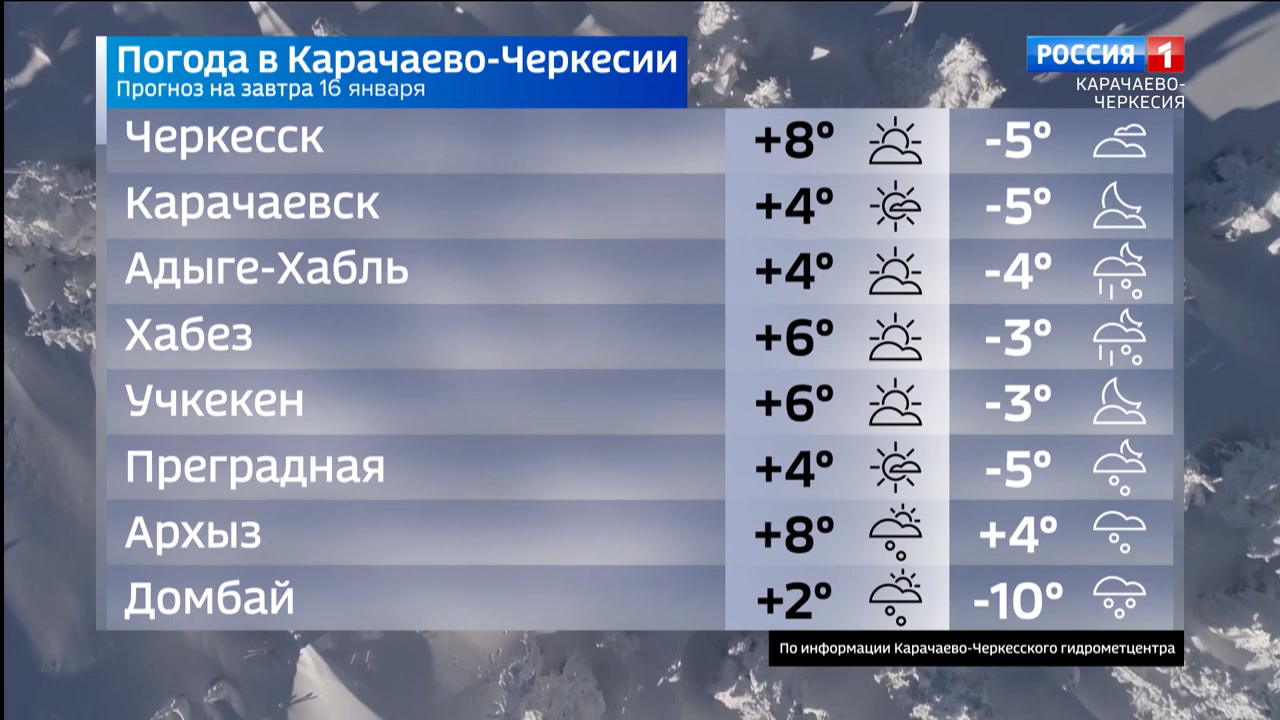 Погода в Карачаево-Черкесии
Прогноз на завтра 16 января
РОССИЯ 1
КАРАЧАЕВО-
ЧЕРКЕСИЯ
Черкесск +8° -5°
Карачаевск +4° -5°
Адыге-Хабль +4° -4°
Хабез +6° -3°
Учкекен +6° -3°
Преградная +4° -5°
Архыз +8° +4°
Домбай +2° -10°
По информации Карачаево-Черкесского гидрометцентра